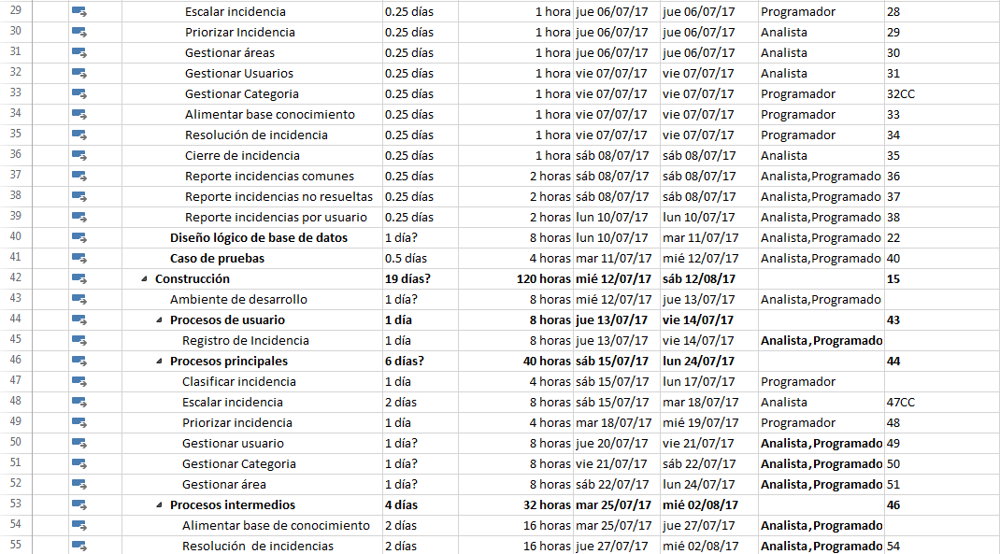 29 Escalar incidencia 0.25 días 1 hora jue 06/07/17 jue 06/07/17 Programador 28
30 Priorizar Incidencia 0.25 días 1 hora jue 06/07/17 jue 06/07/17 Analista 29
31 Gestionar áreas 0.25 días 1 hora jue 06/07/17 jue 06/07/17 Analista 30
32 Gestionar Usuarios 0.25 días 1 hora vie 07/07/17 vie 07/07/17 Analista 31
33 Gestionar Categoria 0.25 días 1 hora vie 07/07/17 vie 07/07/17 Programador 32CC
34 Alimentar base conocimiento 0.25 días 1 hora vie 07/07/17 vie 07/07/17 Programador 33
35 Resolución de incidencia 0.25 días 1 hora vie 07/07/17 vie 07/07/17 Programador 34
36 Cierre de incidencia 0.25 días 1 hora sáb 08/07/17 sáb 08/07/17 Analista 35
37 Reporte incidencias comunes 0.25 días 2 horas sáb 08/07/17 sáb 08/07/17 Analista,Programado 36
38 Reporte incidencias no resueltas 0.25 días 2 horas sáb 08/07/17 sáb 08/07/17 Analista,Programado 37
39 Reporte incidencias por usuario 0.25 días 2 horas lun 10/07/17 lun 10/07/17 Analista,Programado 38
40 Diseño lógico de base de datos 1 día? 8 horas lun 10/07/17 mar 11/07/17 Analista,Programado 22
41 Caso de pruebas 0.5 días 4 horas mar 11/07/17 mié 12/07/17 Analista,Programado 40
42 Construcción 19 días? 120 horas mié 12/07/17 sáb 12/08/17 15
43 Ambiente de desarrollo 1 día? 8 horas mié 12/07/17 jue 13/07/17 Analista,Programado
44 Procesos de usuario 1 día 8 horas jue 13/07/17 vie 14/07/17 43
45 Registro de Incidencia 1 día 8 horas jue 13/07/17 vie 14/07/17 Analista,Programado
46 Procesos principales 6 días? 40 horas sáb 15/07/17 lun 24/07/17 44
47 Clasificar incidencia 1 día 4 horas sáb 15/07/17 lun 17/07/17 Programador
48 Escalar incidencia 2 días 8 horas sáb 15/07/17 mar 18/07/17 Analista 47CC
49 Priorizar incidencia 1 día 4 horas mar 18/07/17 mié 19/07/17 Programador 48
50 Gestionar usuario 1 día? 8 horas jue 20/07/17 vie 21/07/17 Analista,Programado 49
51 Gestionar Categoria 1 día? 8 horas vie 21/07/17 sáb 22/07/17 Analista,Programado 50
52 Gestionar área 1 día? 8 horas sáb 22/07/17 lun 24/07/17 Analista,Programado 51
53 Procesos intermedios 4 días 32 horas mar 25/07/17 mié 02/08/17 46
54 Alimentar base de conocimiento 2 días 16 horas mar 25/07/17 jue 27/07/17 Analista,Programado
55 Resolución de incidencias 2 días 16 horas jue 27/07/17 mié 02/08/17 Analista,Programado 54